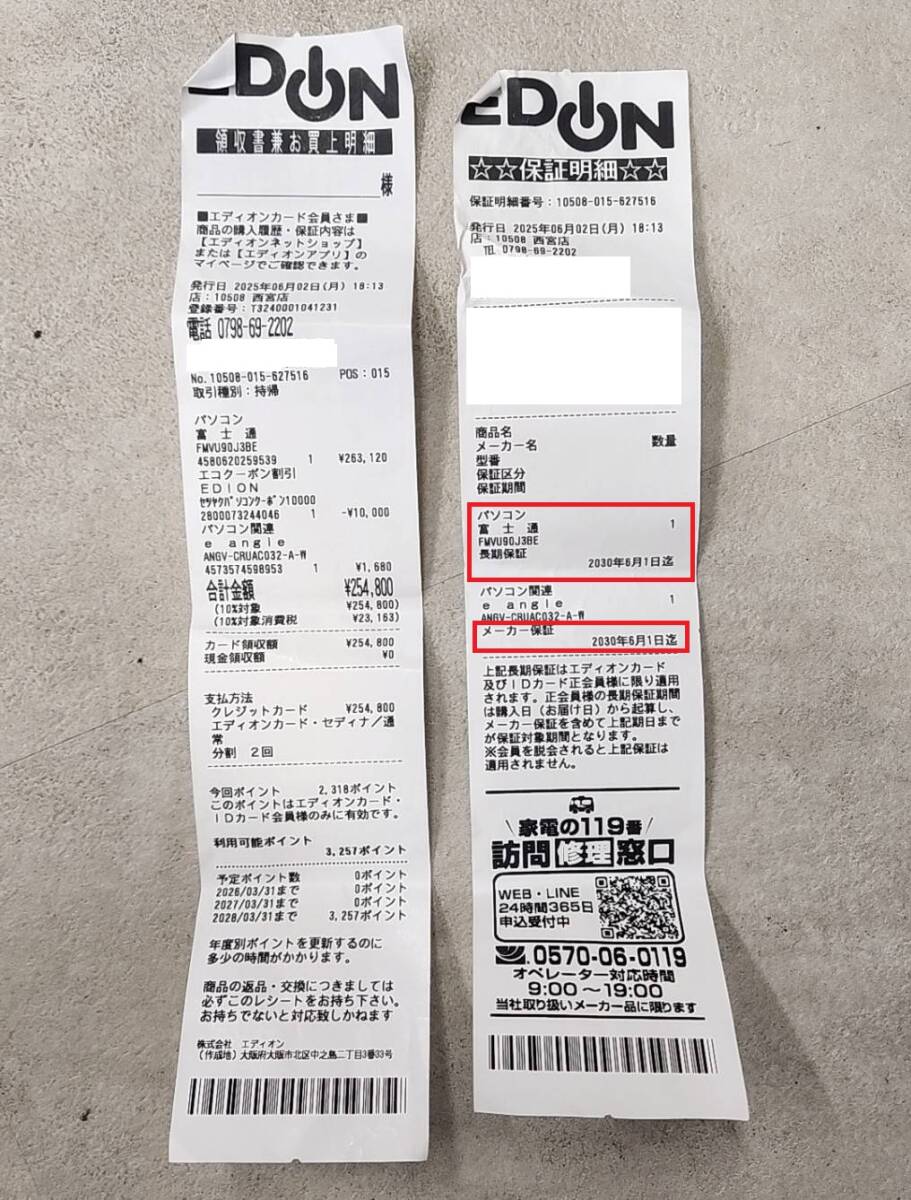 EDION
領収書兼お買上明細
様
■エディオンカード会員さま■
商品の購入履歴・保証内容は
【エディオンネットショップ】
または【エディオンアプリ】の
マイページでご確認できます。
発行日 2025年06月02日(月) 18:13
店:10508 西宮店
登録番号:T3240001041231
電話 0798-69-2202
No.10508-015-627516 POS:015
取引種別:持帰
パソコン
富 士 通
FMVU90J3BE
4580620259539 1 ¥263,120
エコクーポン割引
EDION
ｾﾂﾔｸﾊﾟｿｺﾝｸｰﾎﾟﾝ10000
2800073244046 1 -¥10,000
パソコン関連
e angle
ANGV-CRUAC032-A-W
4573574598953 1 ¥1,680
合計金額 ¥254,800
(10%対象 ¥254,800)
(10%対象消費税 ¥23,163)
カード領収額 ¥254,800
現金領収額 ¥0
支払方法
クレジットカード ¥254,800
エディオンカード・セディナ/通
常
分割 2回
今回ポイント 2,318ポイント
このポイントはエディオンカード・
IDカード会員様のみに有効です。
利用可能ポイント
3,257ポイント
予定ポイント数 0ポイント
2026/03/31まで 0ポイント
2027/03/31まで 0ポイント
2028/03/31まで 3,257ポイント
年度別ポイントを更新するのに
多少の時間がかかります。
商品の返品・交換につきましては
必ずこのレシートをお持ち下さい。
お持ちでないと対応致しかねます
株式会社 エディオン
(作成地)大阪府大阪市北区中之島二丁目3番33号
EDION
☆☆保証明細☆☆
保証明細番号:10508-015-627516
発行日 2025年06月02日(月) 18:13
店:10508 西宮店
TEL 0798-69-2202
商品名
メーカー名 数量
型番
保証区分
保証期間
パソコン
富 士 通 1
FMVU90J3BE
長期保証
2030年6月1日迄
パソコン関連
e angle 1
ANGV-CRUAC032-A-W
メーカー保証
2030年6月1日迄
上記長期保証はエディオンカード
及びIDカード正会員様に限り適用
されます。正会員様の長期保証期間
は購入日(お届け日)から起算し、
メーカー保証を含めて上記期日まで
が保証対象期間となります。
※会員を脱会されると上記保証は
適用されません。
家電の119番
訪問修理窓口
WEB・LINE
24時間365日
申込受付中
0570-06-0119
オペレーター対応時間
9:00～19:00
当社取り扱いメーカー品に限ります